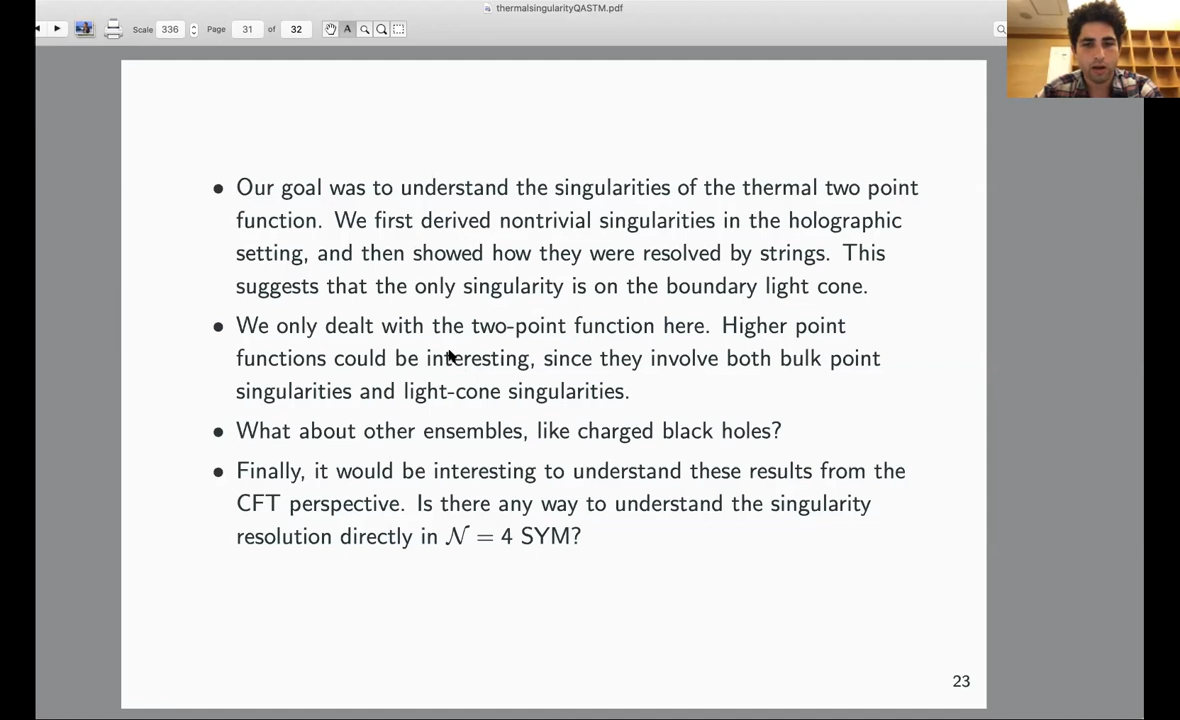 thermalsingularityQASTM.pdf
Scale 336 Page 31 of 32 A
• Our goal was to understand the singularities of the thermal two point
function. We first derived nontrivial singularities in the holographic
setting, and then showed how they were resolved by strings. This
suggests that the only singularity is on the boundary light cone.
• We only dealt with the two-point function here. Higher point
functions could be interesting, since they involve both bulk point
singularities and light-cone singularities.
• What about other ensembles, like charged black holes?
• Finally, it would be interesting to understand these results from the
CFT perspective. Is there any way to understand the singularity
resolution directly in 𝒩 = 4 SYM?
23